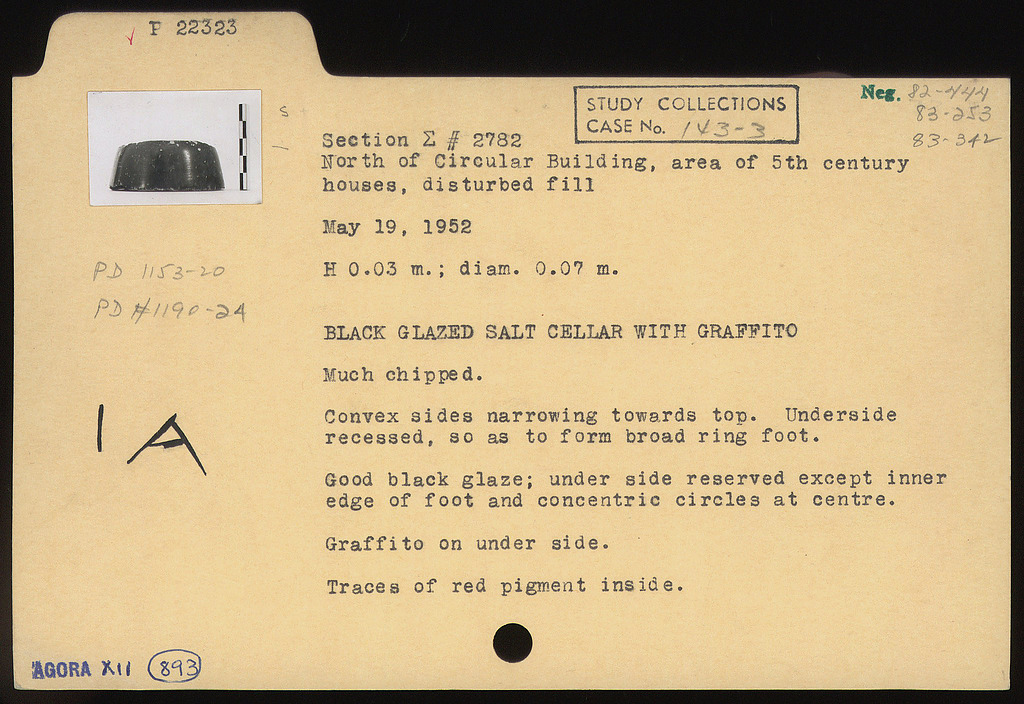 P 22323
STUDY COLLECTIONS
CASE No. 143-3
Neg. 82-444
83-253
83-342
S
Section Σ # 2782
North of Circular Building, area of 5th century
houses, disturbed fill
May 19, 1952
H 0.03 m.; diam. 0.07 m.
PD 1153-20
PD #1190-24
BLACK GLAZED SALT CELLAR WITH GRAFFITO
Much chipped.
Convex sides narrowing towards top. Underside
recessed, so as to form broad ring foot.
I A
Good black glaze; under side reserved except inner
edge of foot and concentric circles at centre.
Graffito on under side.
Traces of red pigment inside.
AGORA XII 893